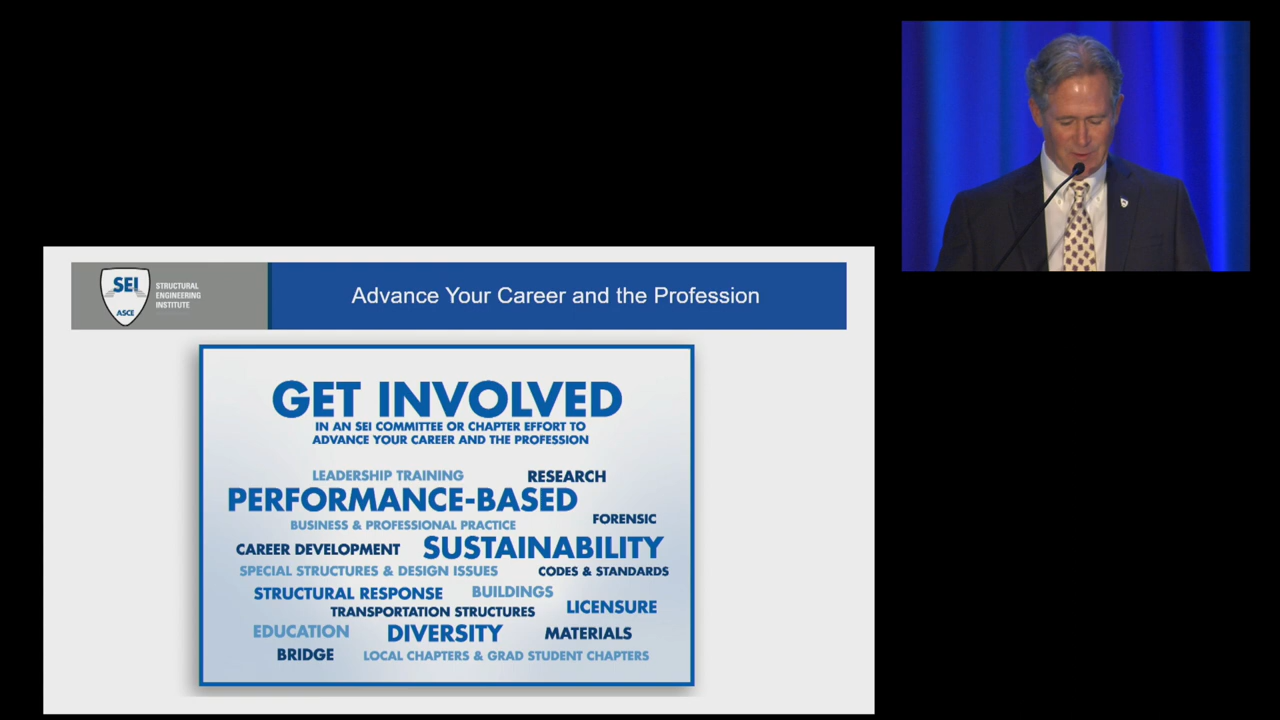 SEI
ASCE
STRUCTURAL
ENGINEERING
INSTITUTE
Advance Your Career and the Profession
GET INVOLVED
IN AN SEI COMMITTEE OR CHAPTER EFFORT TO
ADVANCE YOUR CAREER AND THE PROFESSION
LEADERSHIP TRAINING RESEARCH
PERFORMANCE-BASED
FORENSIC
BUSINESS & PROFESSIONAL PRACTICE
CAREER DEVELOPMENT SUSTAINABILITY
SPECIAL STRUCTURES & DESIGN ISSUES CODES & STANDARDS
STRUCTURAL RESPONSE BUILDINGS
TRANSPORTATION STRUCTURES LICENSURE
EDUCATION DIVERSITY MATERIALS
BRIDGE LOCAL CHAPTERS & GRAD STUDENT CHAPTERS